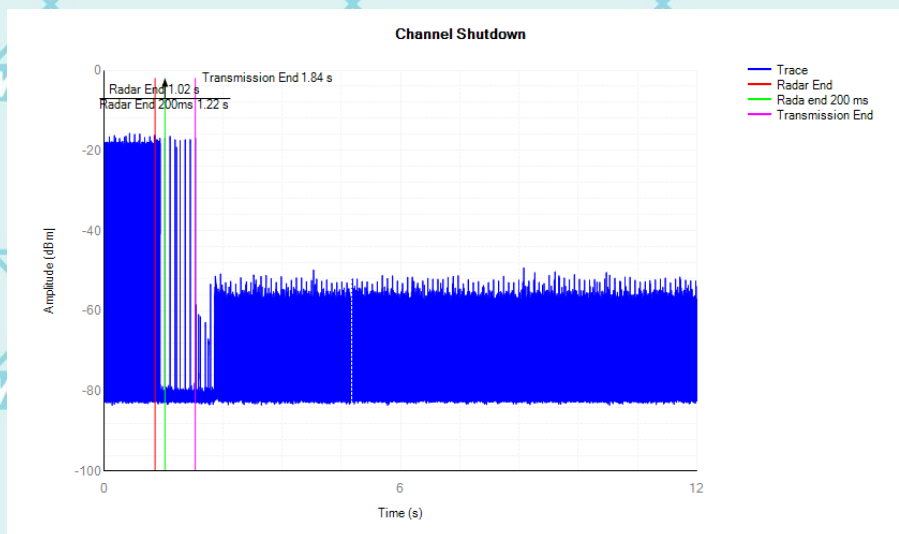 Channel Shutdown
Transmission End 1.84 s
Radar End 1.02 s
Radar End 200ms 1.22 s
Trace
Radar End
Rada end 200 ms
Transmission End
0
-20
-40
-60
-80
-100
Amplitude [dBm]
0
6
12
Time (s)